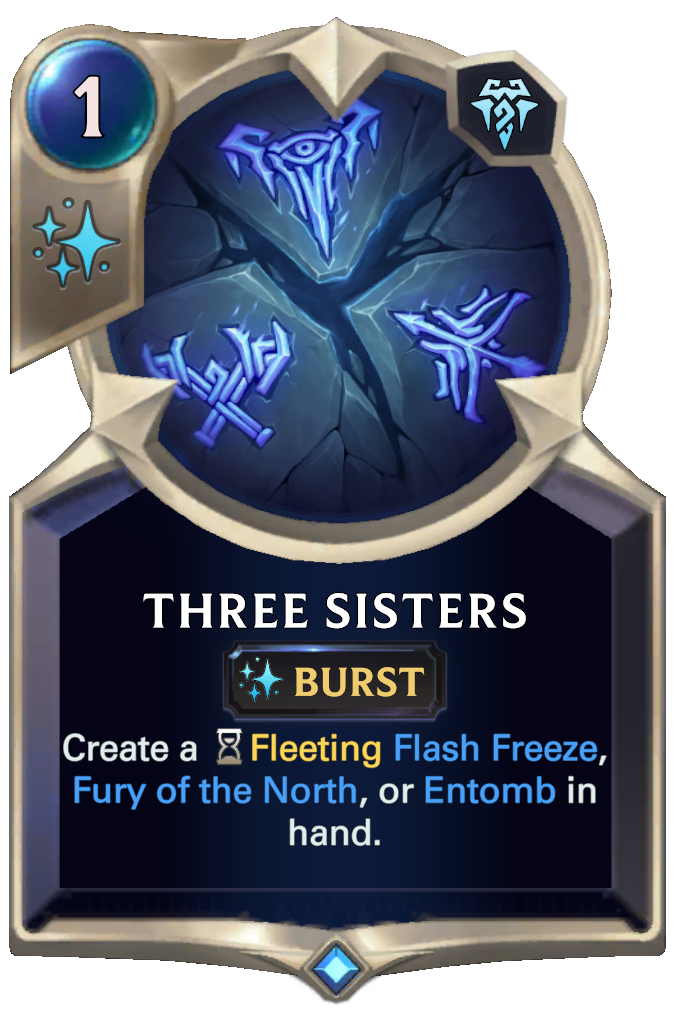 1
THREE SISTERS
BURST
Create a Fleeting Flash Freeze,
Fury of the North, or Entomb in
hand.